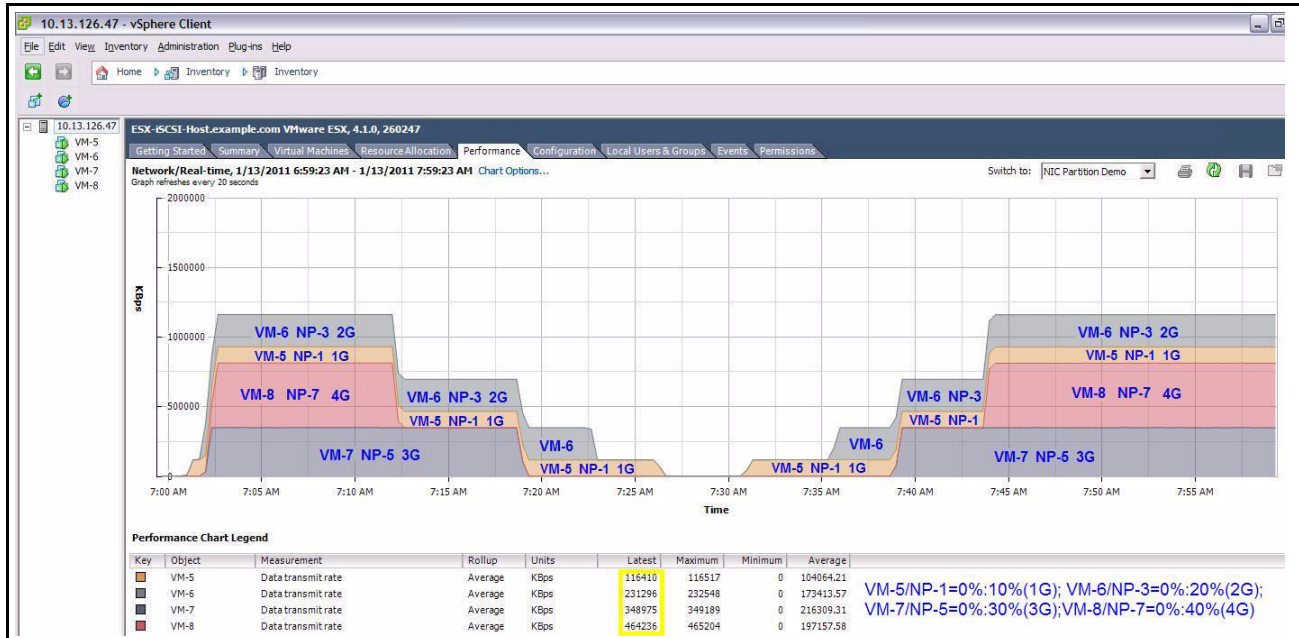 10.13.126.47 - vSphere Client
File Edit View Inventory Administration Plug-ins Help
Home Inventory Inventory
10.13.126.47
VM-5
VM-6
VM-7
VM-8
ESX-iSCSI-Host.example.com VMware ESX, 4.1.0, 260247
Getting Started Summary Virtual Machines Resource Allocation Performance Configuration Local Users & Groups Events Permissions
Network/Real-time, 1/13/2011 6:59:23 AM - 1/13/2011 7:59:23 AM Chart Options...
Switch to: NIC Partition Demo
Graph refreshes every 20 seconds
2000000
1500000
KBps
1000000
500000
0
VM-6 NP-3 2G
VM-5 NP-1 1G
VM-8 NP-7 4G
VM-7 NP-5 3G
VM-6 NP-3 2G
VM-5 NP-1 1G
VM-6
VM-5 NP-1 1G
VM-5 NP-1 1G
VM-6
VM-6 NP-3
VM-5 NP-1
VM-6 NP-3 2G
VM-5 NP-1 1G
VM-8 NP-7 4G
VM-7 NP-5 3G
7:00 AM 7:05 AM 7:10 AM 7:15 AM 7:20 AM 7:25 AM 7:30 AM 7:35 AM 7:40 AM 7:45 AM 7:50 AM 7:55 AM
Time
Performance Chart Legend
Key Object Measurement Rollup Units Latest Maximum Minimum Average
VM-5 Data transmit rate Average KBps 116410 116517 0 104064.21
VM-6 Data transmit rate Average KBps 231296 232548 0 173413.57
VM-7 Data transmit rate Average KBps 348975 349189 0 216309.31
VM-8 Data transmit rate Average KBps 464236 465204 0 197157.58
VM-5/NP-1=0%:10%(1G); VM-6/NP-3=0%:20%(2G);
VM-7/NP-5=0%:30%(3G);VM-8/NP-7=0%:40%(4G)